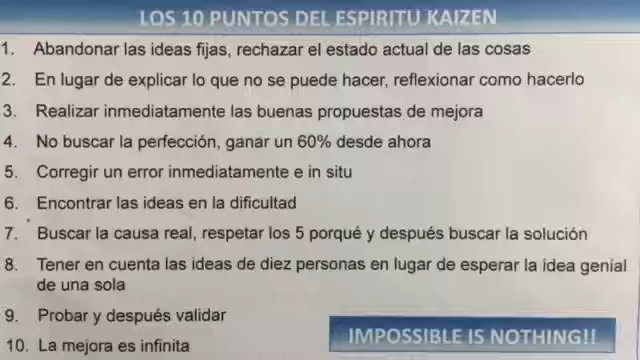 LOS 10 PUNTOS DEL ESPIRITU KAIZEN
1. Abandonar las ideas fijas, rechazar el estado actual de las cosas
2. En lugar de explicar lo que no se puede hacer, reflexionar como hacerlo
3. Realizar inmediatamente las buenas propuestas de mejora
4. No buscar la perfección, ganar un 60% desde ahora
5. Corregir un error inmediatamente e in situ
6. Encontrar las ideas en la dificultad
7. Buscar la causa real, respetar los 5 porqué y después buscar la solución
8. Tener en cuenta las ideas de diez personas en lugar de esperar la idea genial
de una sola
9. Probar y después validar
10. La mejora es infinita
IMPOSSIBLE IS NOTHING!!